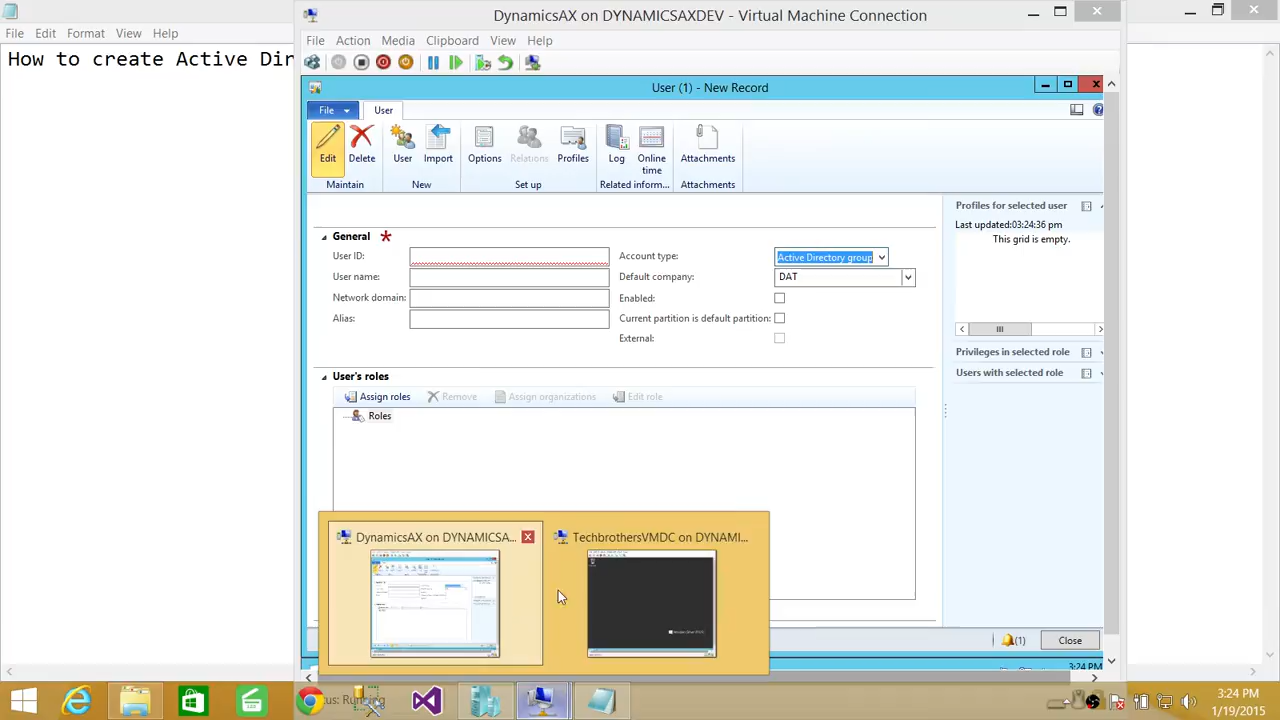 File Edit Format View Help
How to create Active Dir
DynamicsAX on DYNAMICSAXDEV - Virtual Machine Connection
File Action Media Clipboard View Help
User (1) - New Record
File User
Edit Delete User Import Options Relations Profiles Log Online time Attachments
Maintain New Set up Related inform... Attachments
General *
User ID:
User name:
Network domain:
Alias:
Account type: Active Directory group
Default company: DAT
Enabled:
Current partition is default partition:
External:
User's roles
Assign roles Remove Assign organizations Edit role
Roles
Profiles for selected user
Last updated:03:24:36 pm
This grid is empty.
Privileges in selected role
Users with selected role
(1) Close
DynamicsAX on DYNAMICSA... TechbrothersVMDC on DYNAMI...
3:24 PM
tus: Running
3:24 PM
1/19/2015